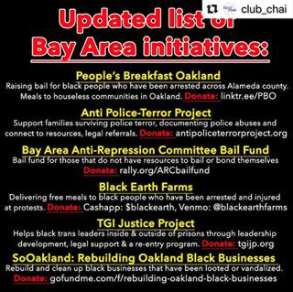 club_chai
Updated list of
Bay Area initiatives:
People's Breakfast Oakland
Raising bail for black people who have been arrested across Alameda county.
Meals to houseless communities in Oakland. Donate: linktr.ee/PBO
Anti Police-Terror Project
Support families surviving police terror, documenting police abuses and
connect to resources, legal referrals. Donate: antipoliceterrorproject.org
Bay Area Anti-Repression Committee Bail Fund
Bail fund for those that do not have resources to bail or bond themselves
Donate: rally.org/ARCbailfund
Black Earth Farms
Delivering free meals to black people who have been arrested and injured
at protests. Donate: Cashapp: $blackearth, Venmo: @blackearthfarms
TGI Justice Project
Helps black trans leaders inside & outside of prisons through leadership
development, legal support & a re-entry program. Donate: tgijp.org
SoOakland: Rebuilding Oakland Black Businesses
Rebuild and clean up black businesses that have been looted or vandalized.
Donate: gofundme.com/f/rebuilding-oakland-black-businesses